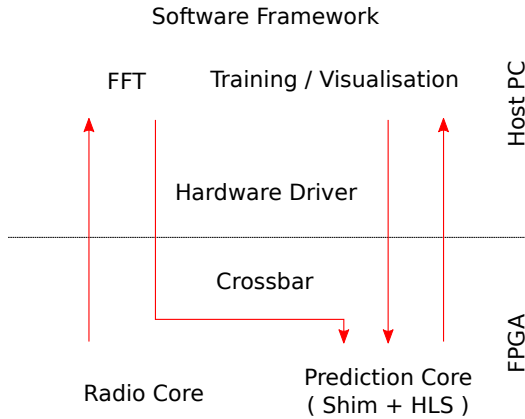 Software Framework
FFT
Training / Visualisation
Host PC
Hardware Driver
Crossbar
FPGA
Radio Core
Prediction Core
( Shim + HLS )